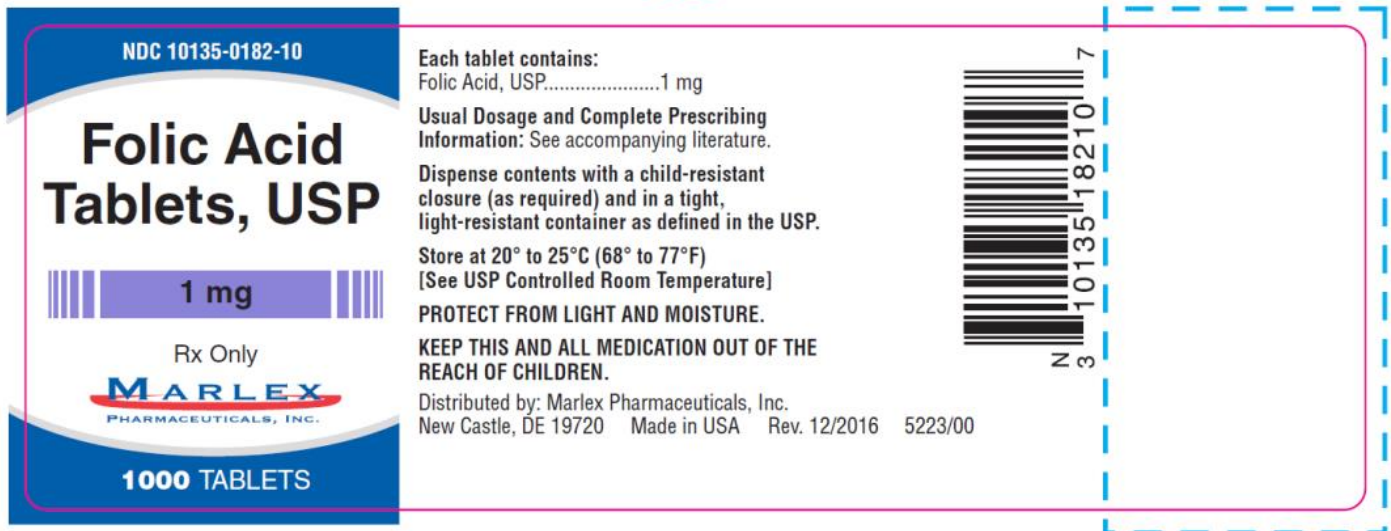 NDC 10135-0182-10
Folic Acid
Tablets, USP
1 mg
Rx Only
MARLEX
PHARMACEUTICALS, INC.
1000 TABLETS
Each tablet contains:
Folic Acid, USP......................1 mg
Usual Dosage and Complete Prescribing
Information: See accompanying literature.
Dispense contents with a child-resistant
closure (as required) and in a tight,
light-resistant container as defined in the USP.
Store at 20° to 25°C (68° to 77°F)
[See USP Controlled Room Temperature]
PROTECT FROM LIGHT AND MOISTURE.
KEEP THIS AND ALL MEDICATION OUT OF THE
REACH OF CHILDREN.
Distributed by: Marlex Pharmaceuticals, Inc.
New Castle, DE 19720 Made in USA Rev. 12/2016 5223/00
N
3 10135 18210 7